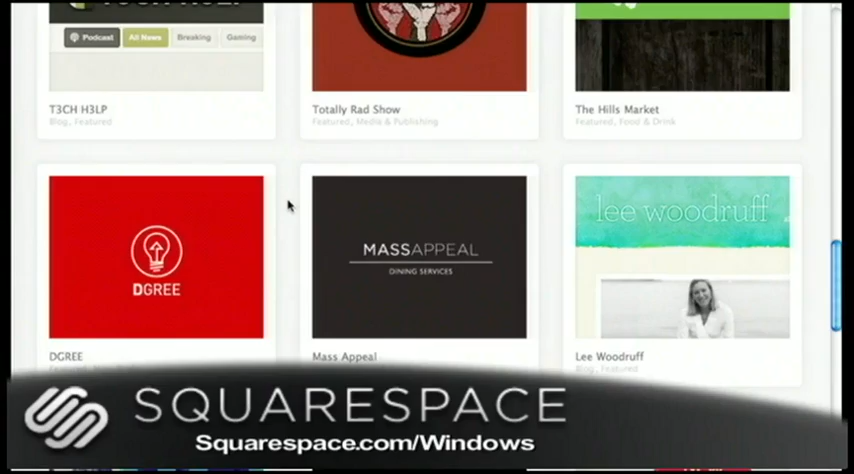 Podcast All News Breaking Gaming
T3CH H3LP
Blog, Featured
Totally Rad Show
Featured, Media & Publishing
The Hills Market
Featured, Food & Drink
DGREE
MASSAPPEAL
DINING SERVICES
lee woodruff
DGREE
Mass Appeal
Lee Woodruff
Blog, Featured
SQUARESPACE
Squarespace.com/Windows